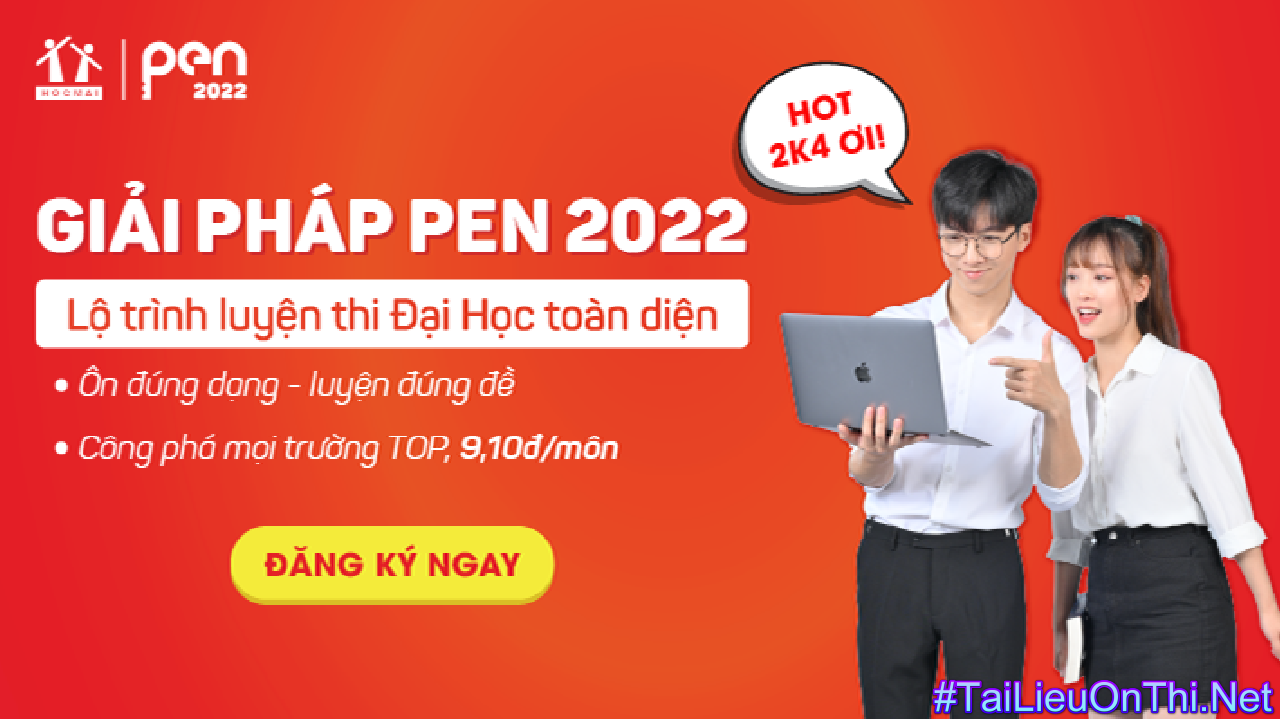 HOCMAI
pen
2022
HOT
2K4 ƠI!
GIẢI PHÁP PEN 2022
Lộ trình luyện thi Đại Học toàn diện
• Ôn đúng dạng - luyện đúng đề
• Công phá mọi trường TOP, 9,10đ/môn
ĐĂNG KÝ NGAY
#TaiLieuOnThi.Net